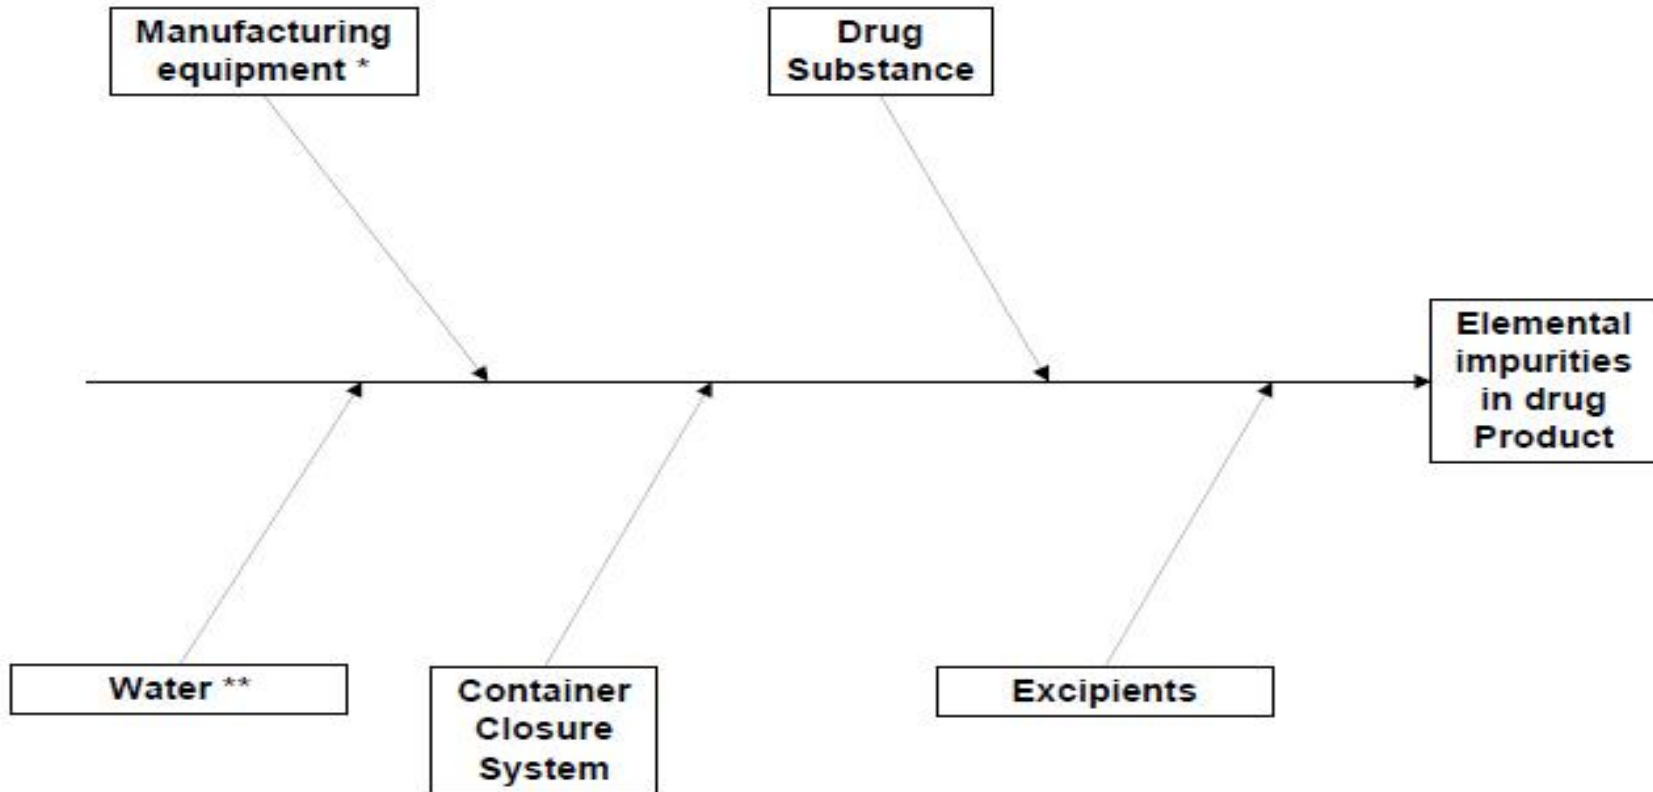 Manufacturing
equipment *
Drug
Substance
Elemental
impurities
in drug
Product
Water **
Container
Closure
System
Excipients